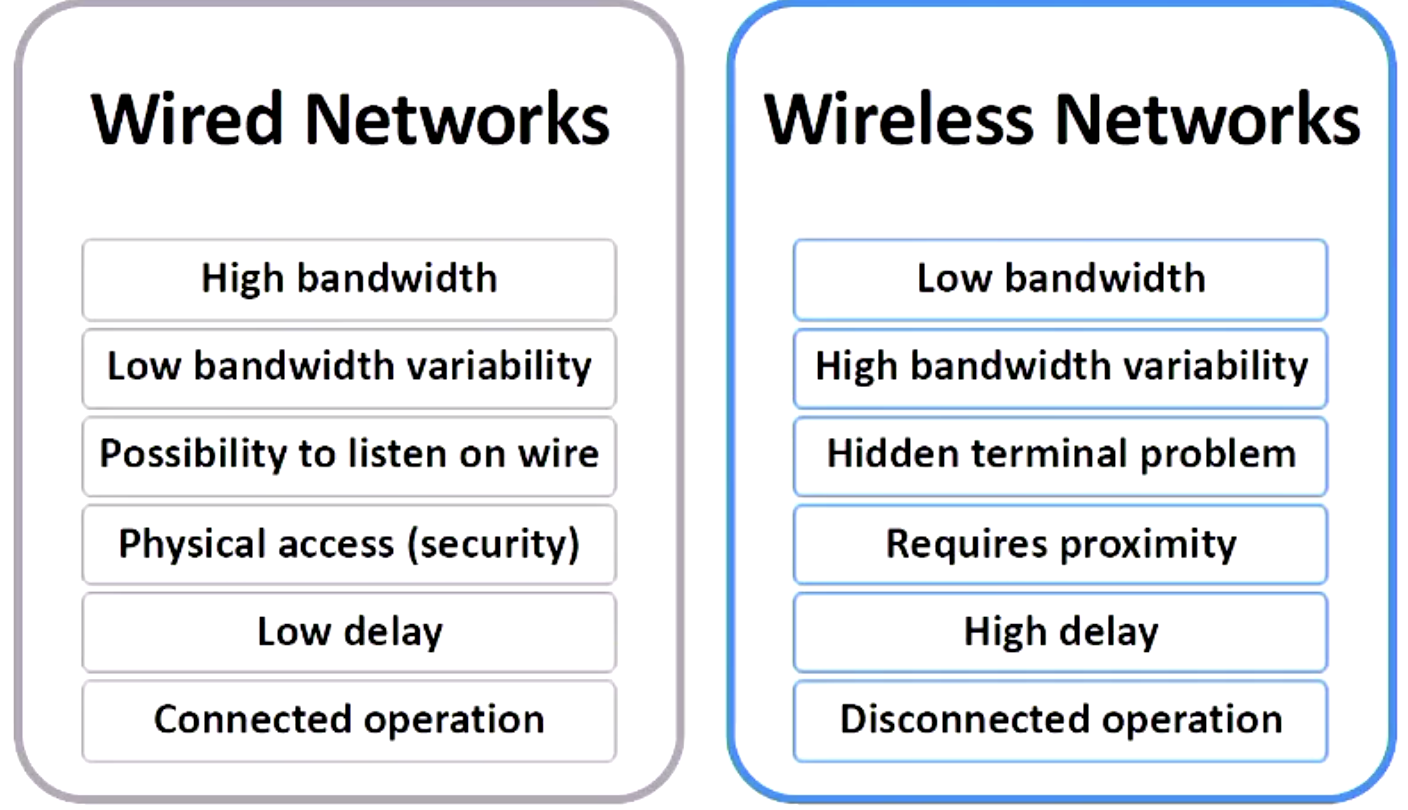 Wired Networks
High bandwidth
Low bandwidth variability
Possibility to listen on wire
Physical access (security)
Low delay
Connected operation
Wireless Networks
Low bandwidth
High bandwidth variability
Hidden terminal problem
Requires proximity
High delay
Disconnected operation